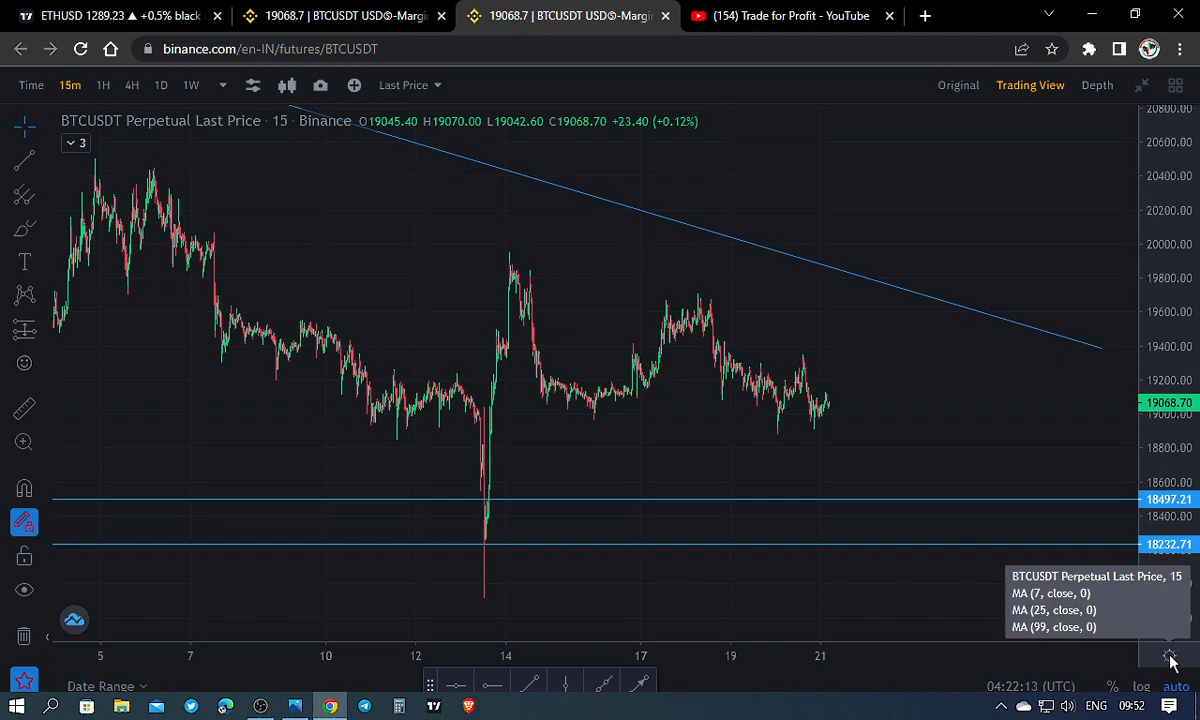 ETHUSD 1289.23 ▲ +0.5% black
19068.7 | BTCUSDT USDⓈ-Margi
19068.7 | BTCUSDT USDⓈ-Margi
(154) Trade for Profit - YouTube
binance.com/en-IN/futures/BTCUSDT
Time 15m 1H 4H 1D 1W Last Price Original Trading View Depth
BTCUSDT Perpetual Last Price · 15 · Binance O19045.40 H19070.00 L19042.60 C19068.70 +23.40 (+0.12%)
3
20800.00
20600.00
20400.00
20200.00
20000.00
19800.00
19600.00
19400.00
19200.00
19068.70
19000.00
18800.00
18600.00
18497.21
18400.00
18232.71
BTCUSDT Perpetual Last Price, 15
MA (7, close, 0)
MA (25, close, 0)
MA (99, close, 0)
5 7 10 12 14 17 19 21
Date Range 04:22:13 (UTC) % log auto
ENG 09:52